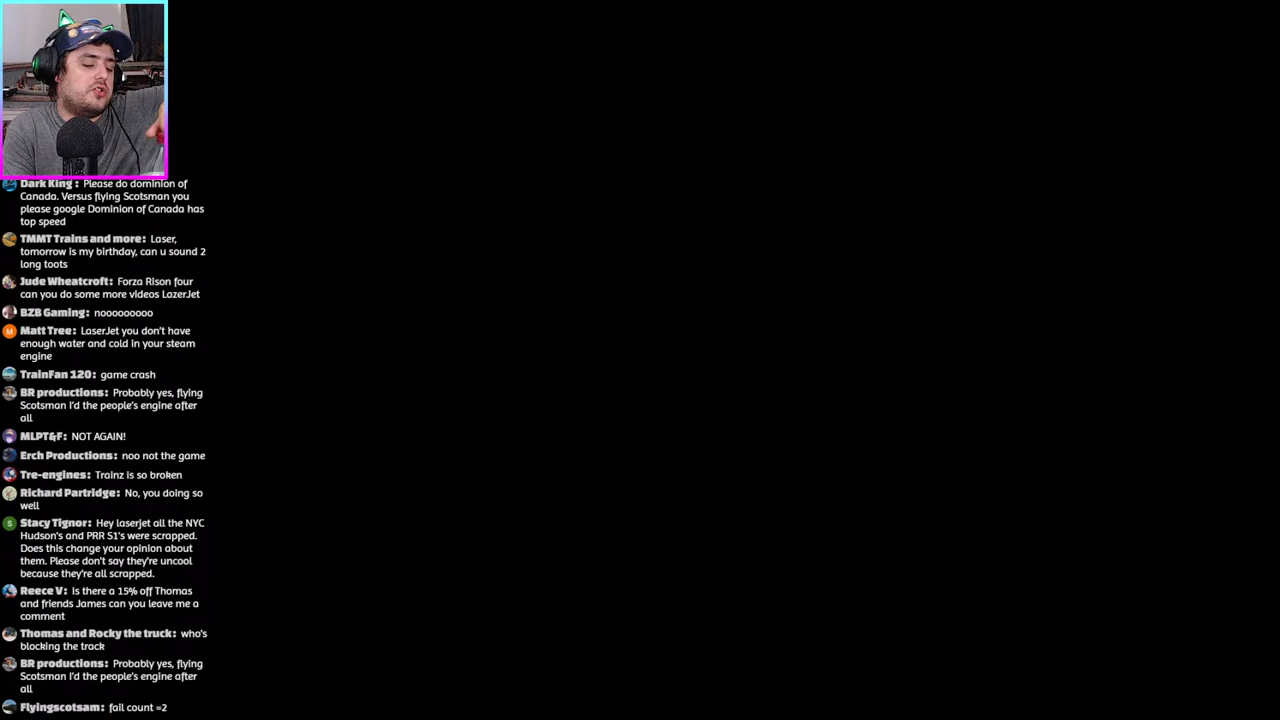 Dark King : Please do dominion of
Canada. Versus flying Scotsman you
please google Dominion of Canada has
top speed
TMMT Trains and more : Laser,
tomorrow is my birthday, can u sound 2
long toots
Jude Wheatcroft : Forza Rison four
can you do some more videos LazerJet
BZB Gaming : nooooooooo
M Matt Tree : LaserJet you don't have
enough water and cold in your steam
engine
TrainFan 120 : game crash
BR productions : Probably yes, flying
Scotsman I'd the people's engine after
all
MLPT&F : NOT AGAIN!
Erch Productions : noo not the game
Tre-engines : Trainz is so broken
Richard Partridge : No, you doing so
well
S Stacy Tignor : Hey laserjet all the NYC
Hudson's and PRR S1's were scrapped.
Does this change your opinion about
them. Please don't say they're uncool
because they're all scrapped.
Reece V : Is there a 15% off Thomas
and friends James can you leave me a
comment
Thomas and Rocky the truck : who's
blocking the track
BR productions : Probably yes, flying
Scotsman I'd the people's engine after
all
Flyingscotsam : fail count =2